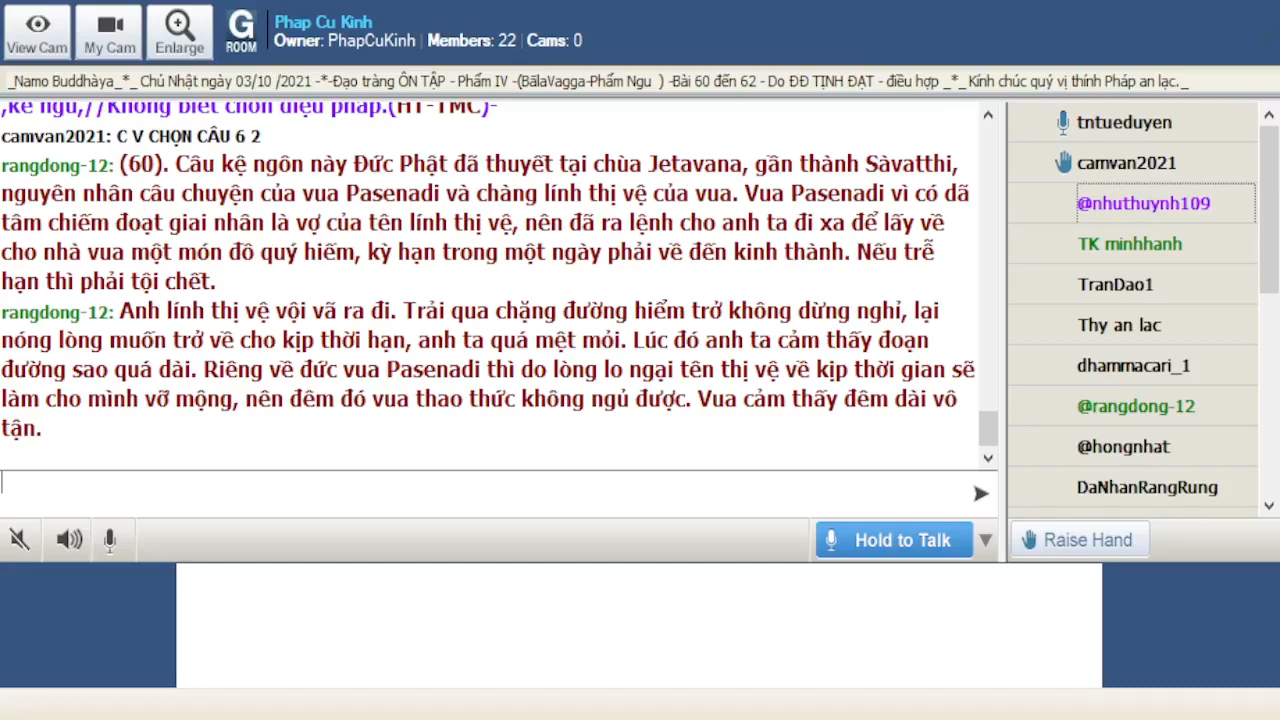 View Cam
My Cam
Enlarge
G
ROOM
Phap Cu Kinh
Owner: PhapCuKinh | Members: 22 | Cams: 0
_Namo Buddhàya_*_ Chủ Nhật ngày 03/10 /2021 -*-Đạo tràng ÔN TẬP - Phẩm IV -(BãlaVagga-Phẩm Ngu ) -Bài 60 đến 62 - Do ĐĐ TỊNH ĐẠT - điều hợp _*_ Kính chúc quý vị thính Pháp an lạc._
,kẻ ngu,//Không biết chơn diệu pháp.(HT-TMC)-
camvan2021: C V CHỌN CÂU 6 2
rangdong-12: (60). Câu kệ ngôn này Đức Phật đã thuyết tại chùa Jetavana, gần thành Sàvatthi,
nguyên nhân câu chuyện của vua Pasenadi và chàng lính thị vệ của vua. Vua Pasenadi vì có dã
tâm chiếm đoạt giai nhân là vợ của tên lính thị vệ, nên đã ra lệnh cho anh ta đi xa để lấy về
cho nhà vua một món đồ quý hiếm, kỳ hạn trong một ngày phải về đến kinh thành. Nếu trễ
hạn thì phải tội chết.
rangdong-12: Anh lính thị vệ vội vã ra đi. Trải qua chặng đường hiểm trở không dừng nghỉ, lại
nóng lòng muốn trở về cho kịp thời hạn, anh ta quá mệt mỏi. Lúc đó anh ta cảm thấy đoạn
đường sao quá dài. Riêng về đức vua Pasenadi thì do lòng lo ngại tên thị vệ về kịp thời gian sẽ
làm cho mình vỡ mộng, nên đêm đó vua thao thức không ngủ được. Vua cảm thấy đêm dài vô
tận.
tntueduyen
camvan2021
@nhuthuynh109
TK minhhanh
TranDao1
Thy an lac
dhammacari_1
@rangdong-12
@hongnhat
DaNhanRangRung
Hold to Talk
Raise Hand